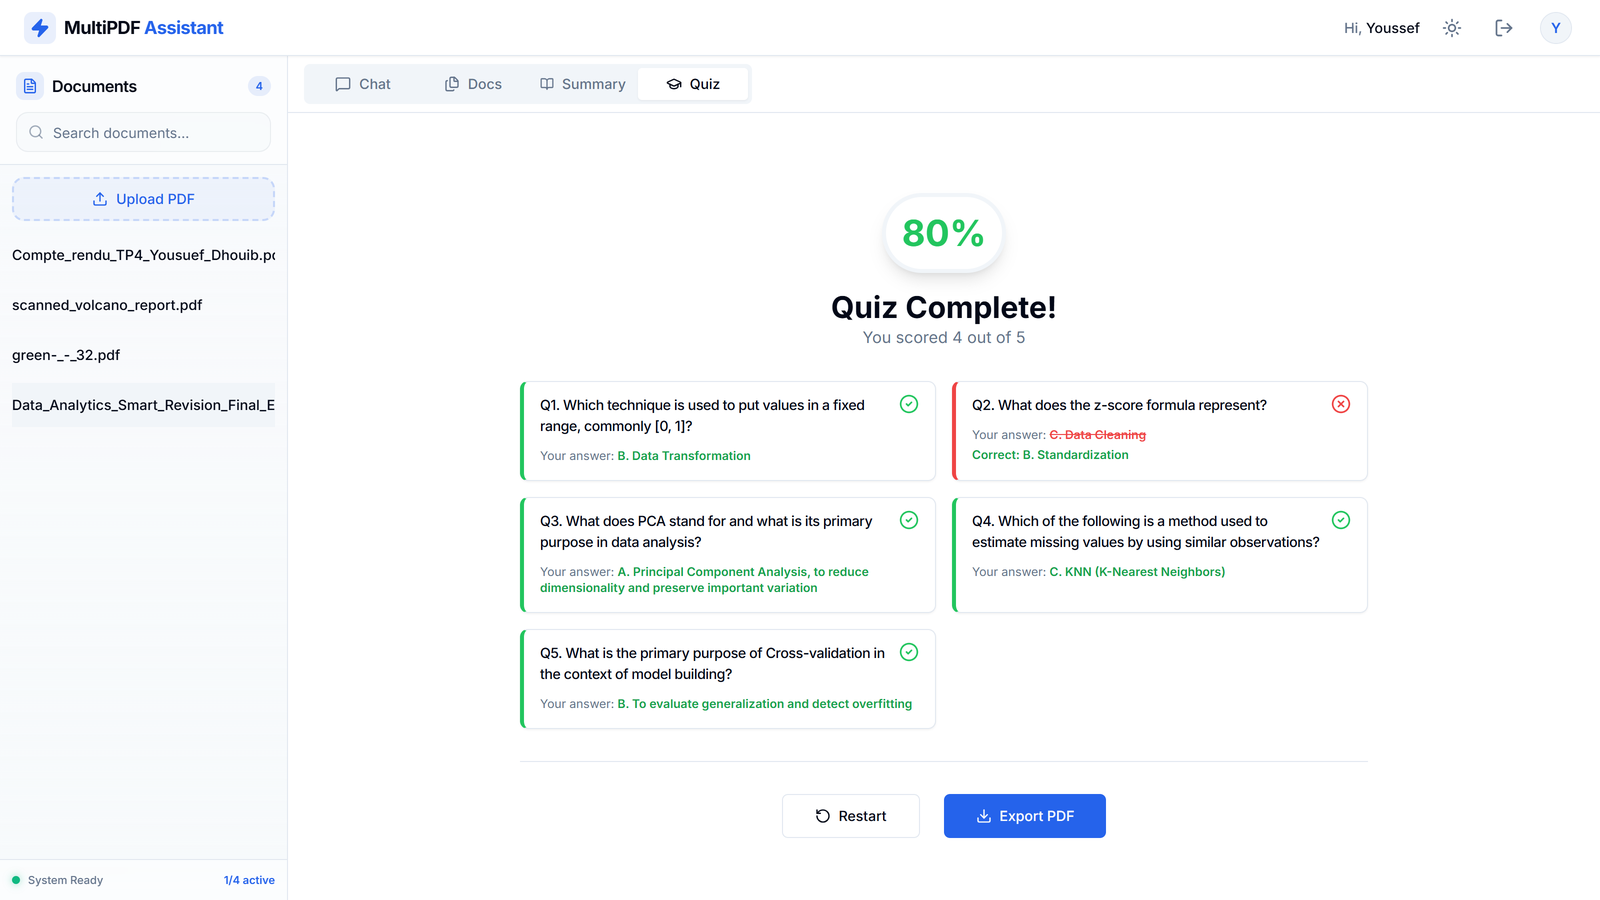 MultiPDF Assistant
Hi, Youssef
Y
Documents
4
Search documents...
Upload PDF
Compte_rendu_TP4_Yousuef_Dhouib.pc
scanned_volcano_report.pdf
green-_-_32.pdf
Data_Analytics_Smart_Revision_Final_E
System Ready
1/4 active
Chat
Docs
Summary
Quiz
80%
Quiz Complete!
You scored 4 out of 5
Q1. Which technique is used to put values in a fixed
range, commonly [0, 1]?
Your answer: B. Data Transformation
Q2. What does the z-score formula represent?
Your answer: C. Data Cleaning
Correct: B. Standardization
Q3. What does PCA stand for and what is its primary
purpose in data analysis?
Your answer: A. Principal Component Analysis, to reduce
dimensionality and preserve important variation
Q4. Which of the following is a method used to
estimate missing values by using similar observations?
Your answer: C. KNN (K-Nearest Neighbors)
Q5. What is the primary purpose of Cross-validation in
the context of model building?
Your answer: B. To evaluate generalization and detect overfitting
Restart
Export PDF